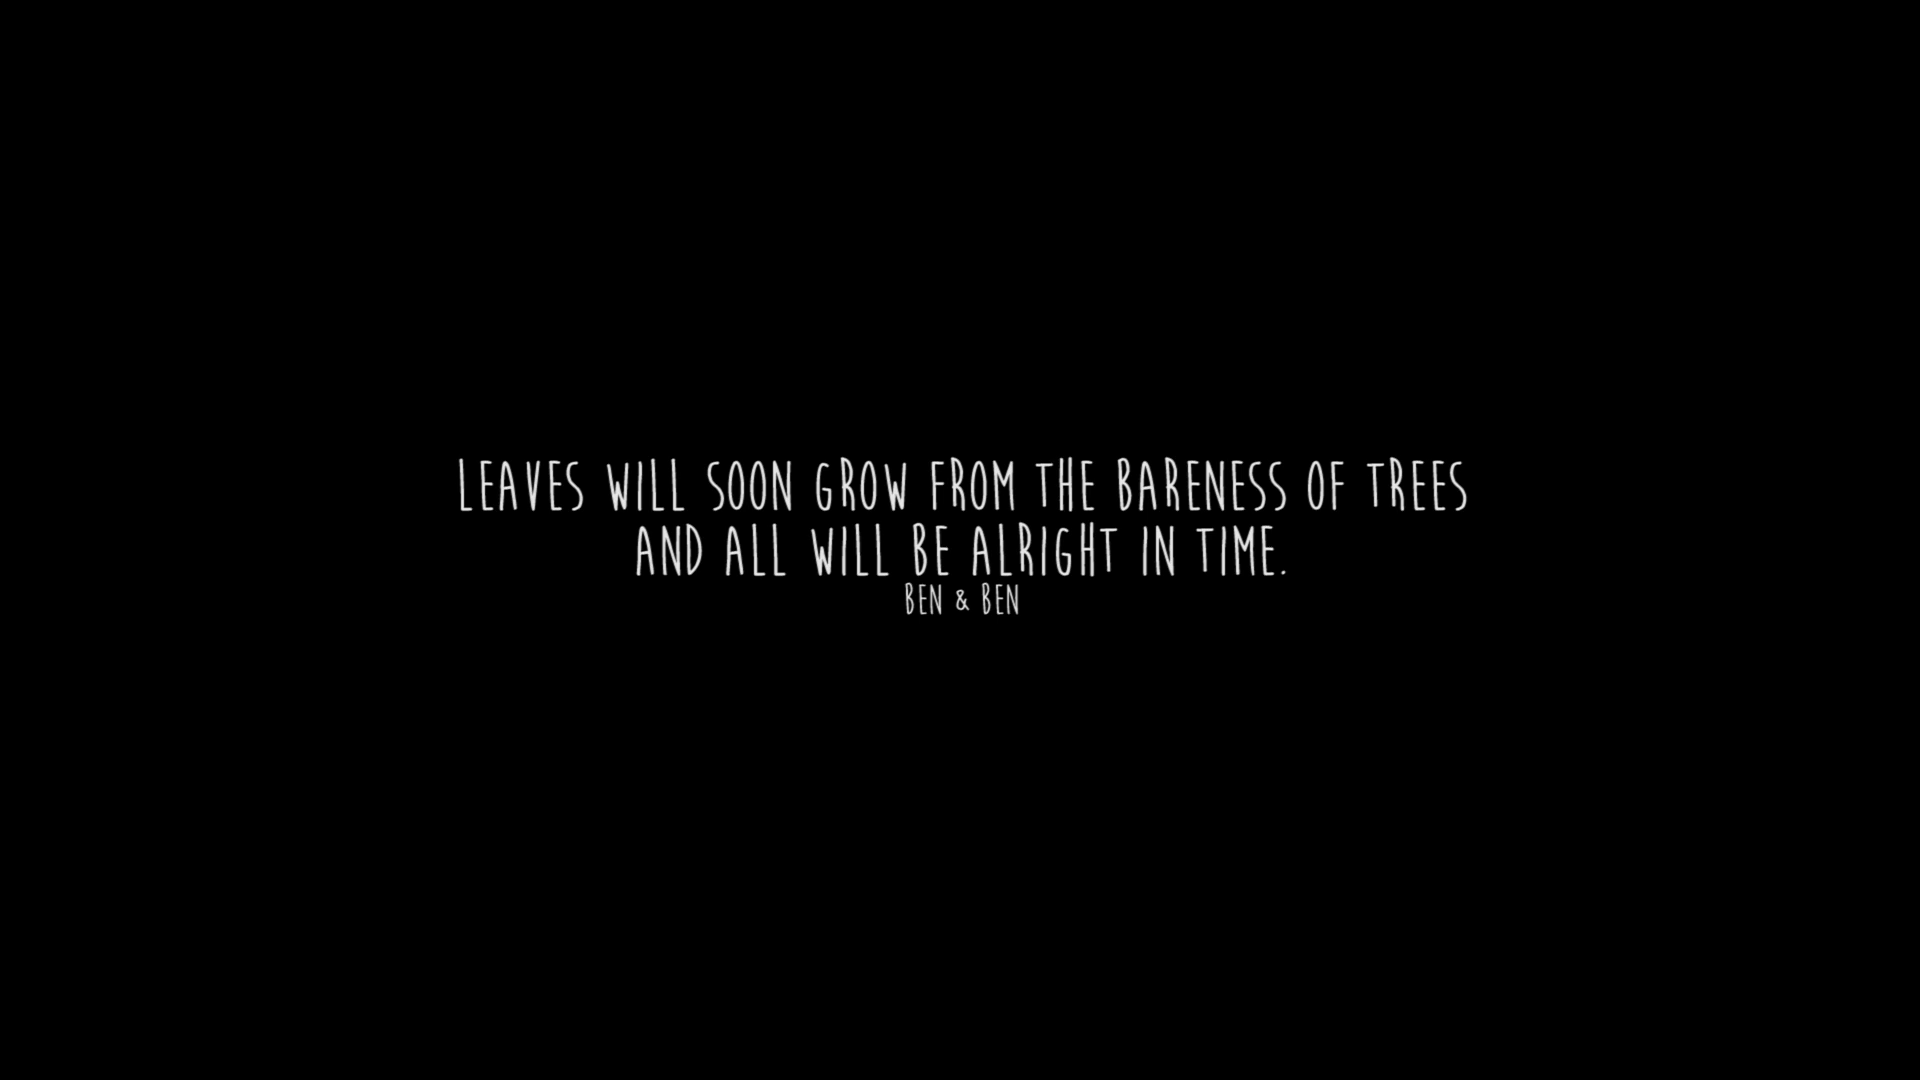 LEAVES WILL SOON GROW FROM THE BARENESS OF TREES
AND ALL WILL BE ALRIGHT IN TIME.
BEN & BEN